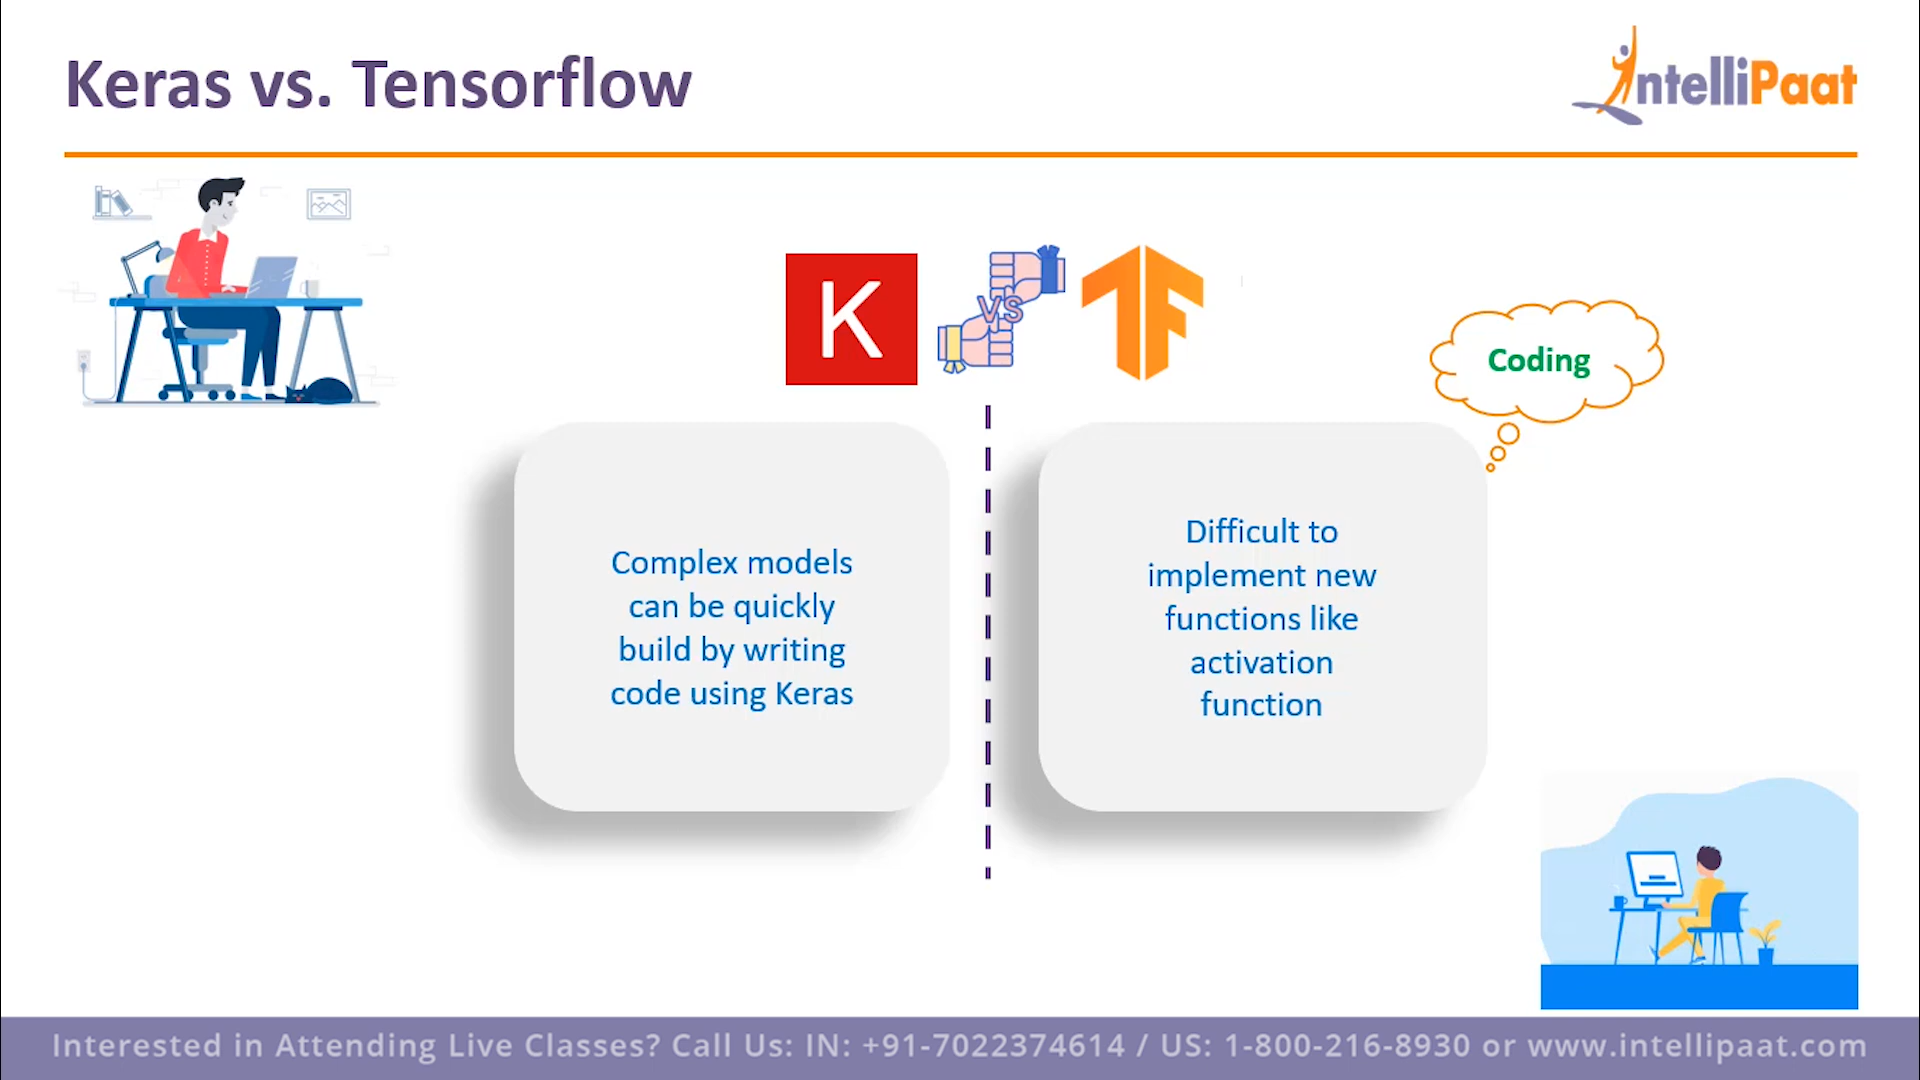 Keras vs. Tensorflow
IntelliPaat
K
VS
Coding
Complex models
can be quickly
build by writing
code using Keras
Difficult to
implement new
functions like
activation
function
Interested in Attending Live Classes? Call Us: IN: +91-7022374614 / US: 1-800-216-8930 or www.intellipaat.com